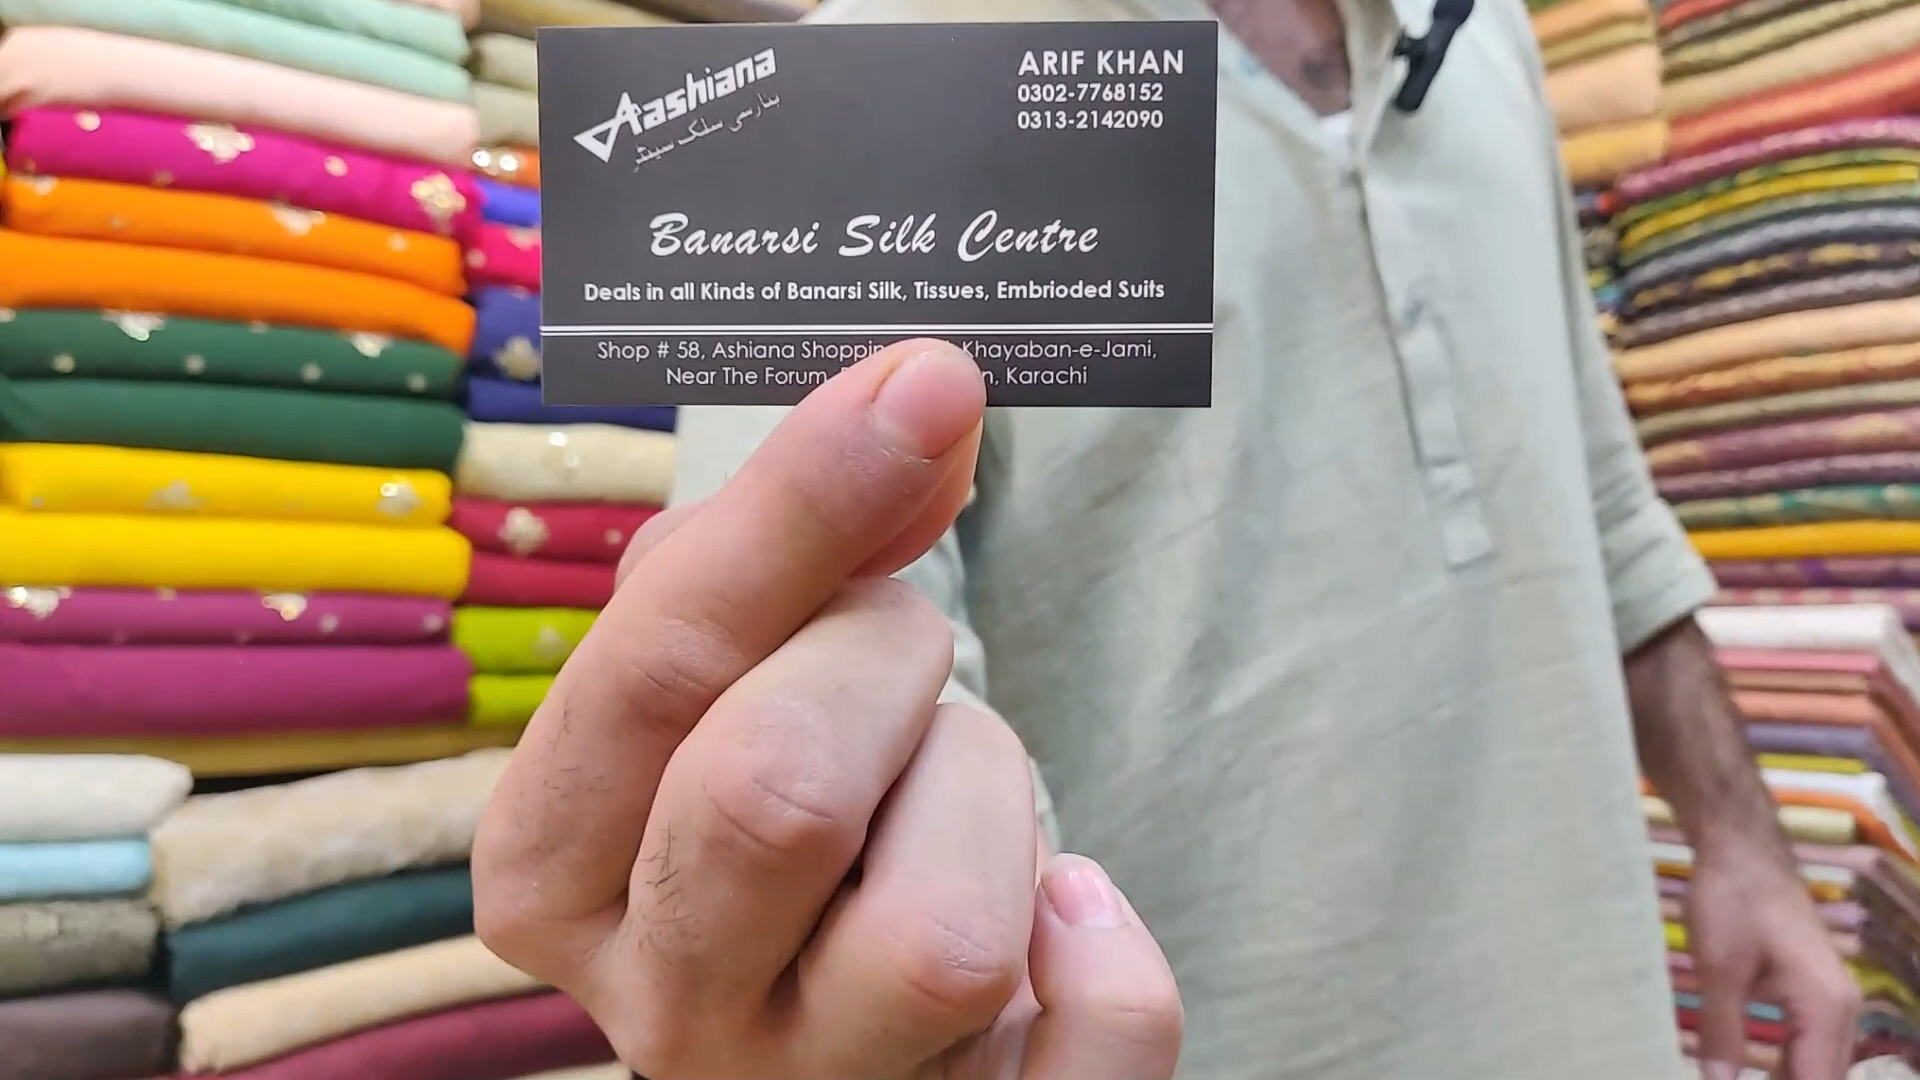 Aashiana
بنارسی سلک سینٹر
ARIF KHAN
0302-7768152
0313-2142090
Banarsi Silk Centre
Deals in all Kinds of Banarsi Silk, Tissues, Embrioded Suits
Shop # 58, Ashiana Khayaban-e-Jami,
Near The Forum, Karachi